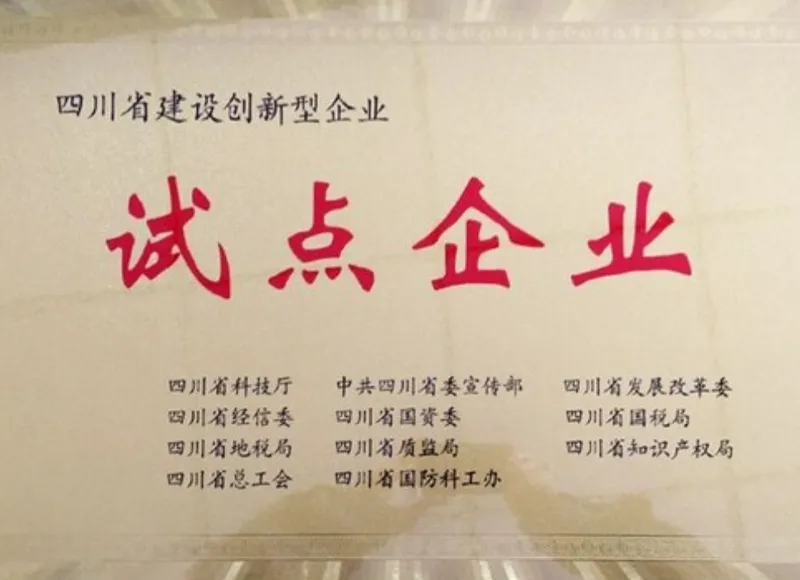 四川省建设创新型企业
试点企业
四川省科技厅 中共四川省委宣传部 四川省发展改革委
四川省经信委 四川省国资委 四川省国税局
四川省地税局 四川省质监局 四川省知识产权局
四川省总工会 四川省国防科工办